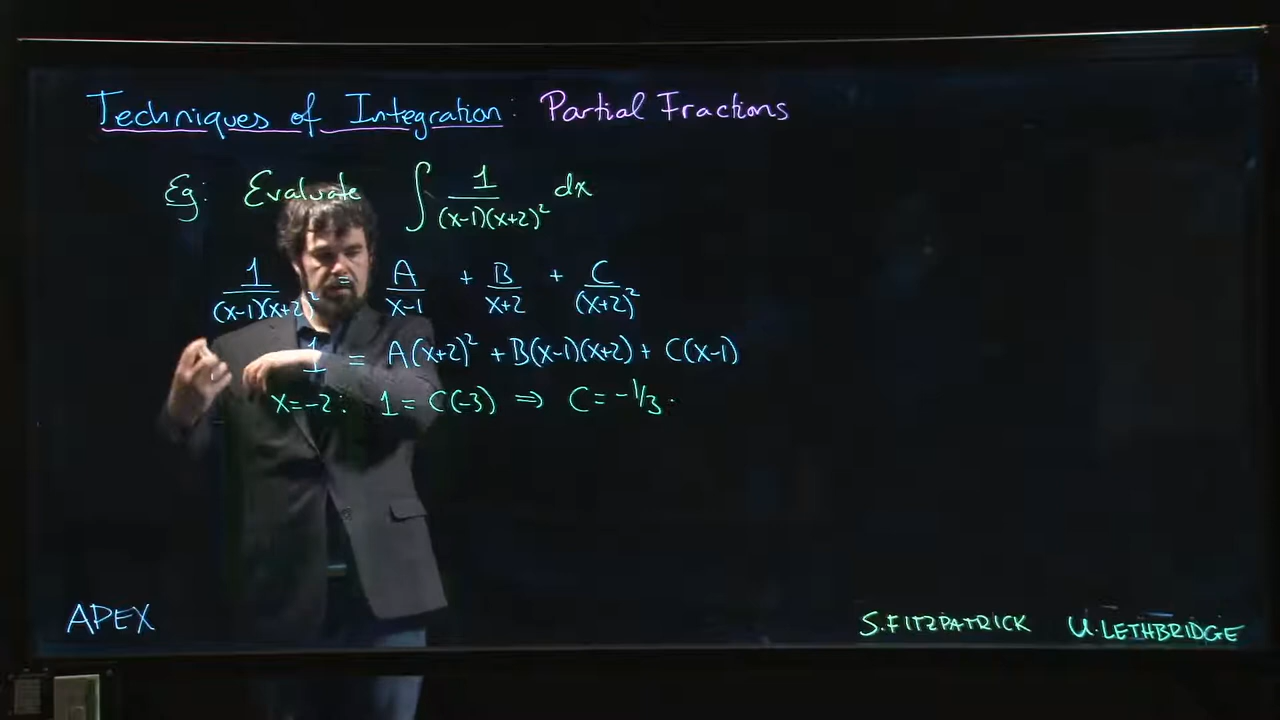 Techniques of Integration: Partial Fractions
Eg: Evaluate ∫ 1/((x-1)(x+2)²) dx
1/((x-1)(x+2)²) = A/(x-1) + B/(x+2) + C/(x+2)²
1 = A(x+2)² + B(x-1)(x+2) + C(x-1)
x=-2: 1 = C(-3) ⇒ C = -1/3.
APEX
S.FITZPATRICK U.LETHBRIDGE